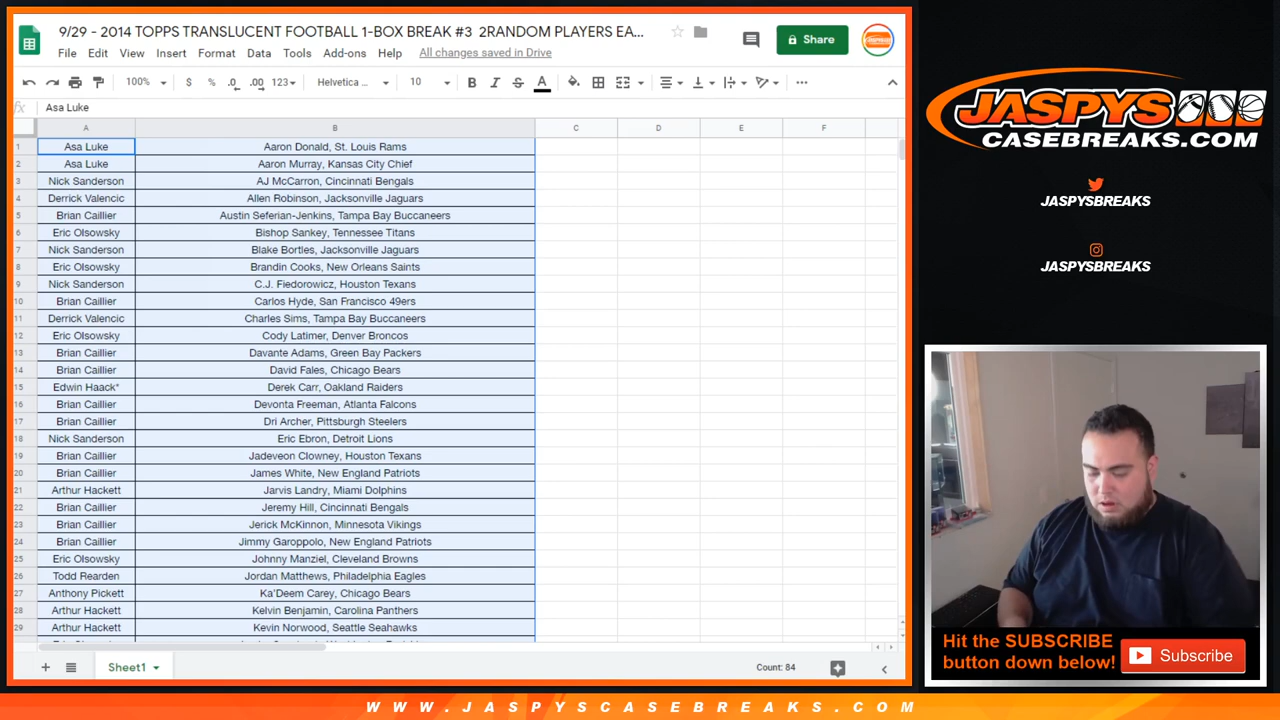 9/29 - 2014 TOPPS TRANSLUCENT FOOTBALL 1-BOX BREAK #3 2RANDOM PLAYERS EA...
File Edit View Insert Format Data Tools Add-ons Help All changes saved in Drive
Share
100% $ % .0 .00 123 Helvetica ... 10 B I S A
fx Asa Luke
A B C D E F
1 Asa Luke Aaron Donald, St. Louis Rams
2 Asa Luke Aaron Murray, Kansas City Chief
3 Nick Sanderson AJ McCarron, Cincinnati Bengals
4 Derrick Valencic Allen Robinson, Jacksonville Jaguars
5 Brian Caillier Austin Seferian-Jenkins, Tampa Bay Buccaneers
6 Eric Olsowsky Bishop Sankey, Tennessee Titans
7 Nick Sanderson Blake Bortles, Jacksonville Jaguars
8 Eric Olsowsky Brandin Cooks, New Orleans Saints
9 Nick Sanderson C.J. Fiedorowicz, Houston Texans
10 Brian Caillier Carlos Hyde, San Francisco 49ers
11 Derrick Valencic Charles Sims, Tampa Bay Buccaneers
12 Eric Olsowsky Cody Latimer, Denver Broncos
13 Brian Caillier Davante Adams, Green Bay Packers
14 Brian Caillier David Fales, Chicago Bears
15 Edwin Haack* Derek Carr, Oakland Raiders
16 Brian Caillier Devonta Freeman, Atlanta Falcons
17 Brian Caillier Dri Archer, Pittsburgh Steelers
18 Nick Sanderson Eric Ebron, Detroit Lions
19 Brian Caillier Jadeveon Clowney, Houston Texans
20 Brian Caillier James White, New England Patriots
21 Arthur Hackett Jarvis Landry, Miami Dolphins
22 Brian Caillier Jeremy Hill, Cincinnati Bengals
23 Brian Caillier Jerick McKinnon, Minnesota Vikings
24 Brian Caillier Jimmy Garoppolo, New England Patriots
25 Eric Olsowsky Johnny Manziel, Cleveland Browns
26 Todd Rearden Jordan Matthews, Philadelphia Eagles
27 Anthony Pickett Ka'Deem Carey, Chicago Bears
28 Arthur Hackett Kelvin Benjamin, Carolina Panthers
29 Arthur Hackett Kevin Norwood, Seattle Seahawks
Sheet1 Count: 84
JASPYS
CASEBREAKS.COM
JASPYSBREAKS
JASPYSBREAKS
Hit the SUBSCRIBE
button down below!
Subscribe
WWW.JASPYSCASEBREAKS.COM